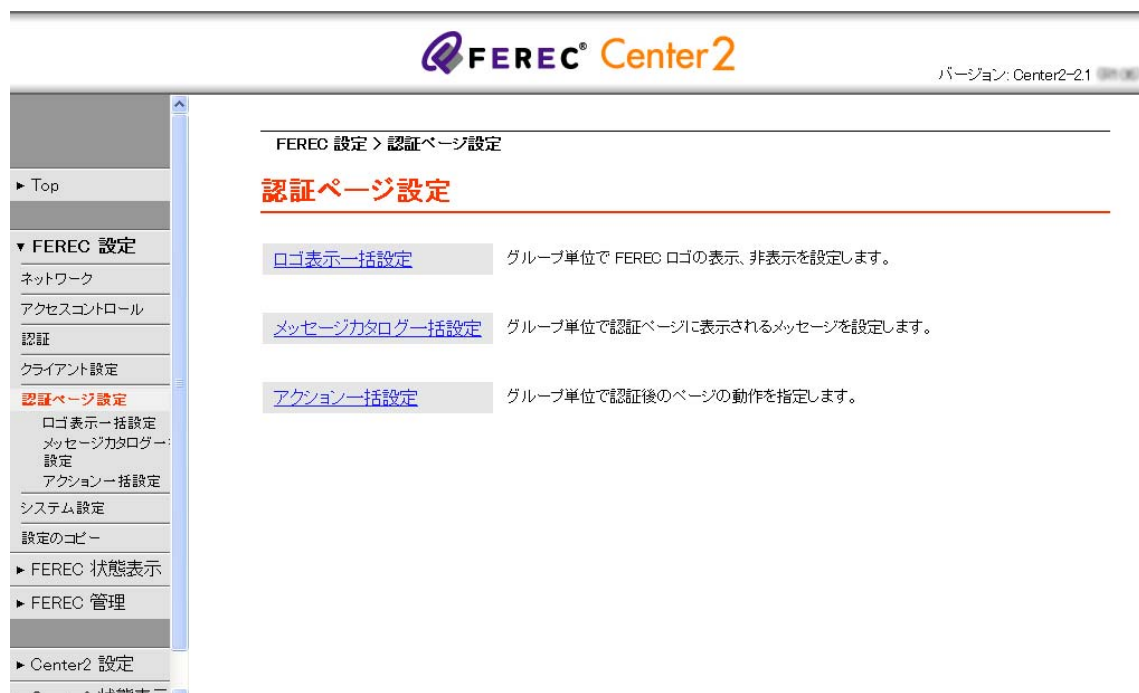 FEREC® Center2
バージョン: Center2-2.1
► Top
▼ FEREC 設定
ネットワーク
アクセスコントロール
認証
クライアント設定
認証ページ設定
ロゴ表示一括設定
メッセージカタログ一
設定
アクション一括設定
システム設定
設定のコピー
► FEREC 状態表示
► FEREC 管理
► Center2 設定
FEREC 設定 > 認証ページ設定
認証ページ設定
ロゴ表示一括設定 グループ単位で FEREC ロゴの表示、非表示を設定します。
メッセージカタログ一括設定 グループ単位で認証ページに表示されるメッセージを設定します。
アクション一括設定 グループ単位で認証後のページの動作を指定します。